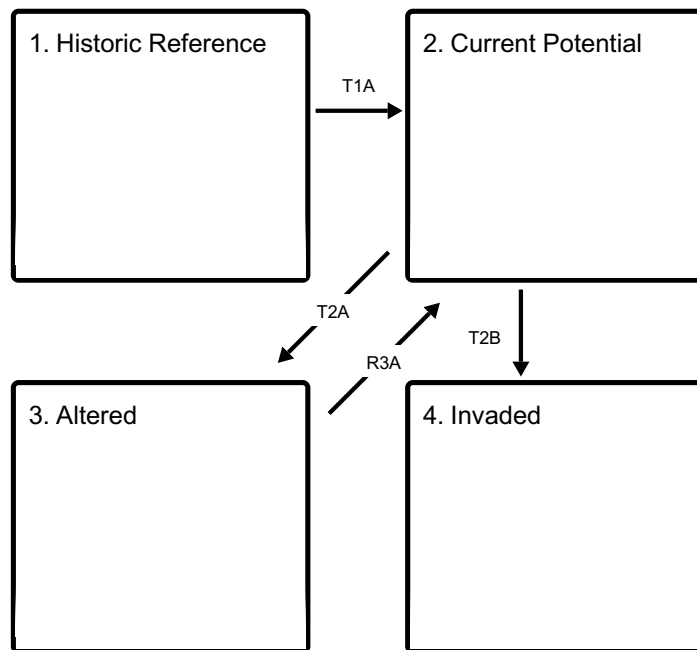 1. Historic Reference
2. Current Potential
T1A
T2A
R3A
T2B
3. Altered
4. Invaded